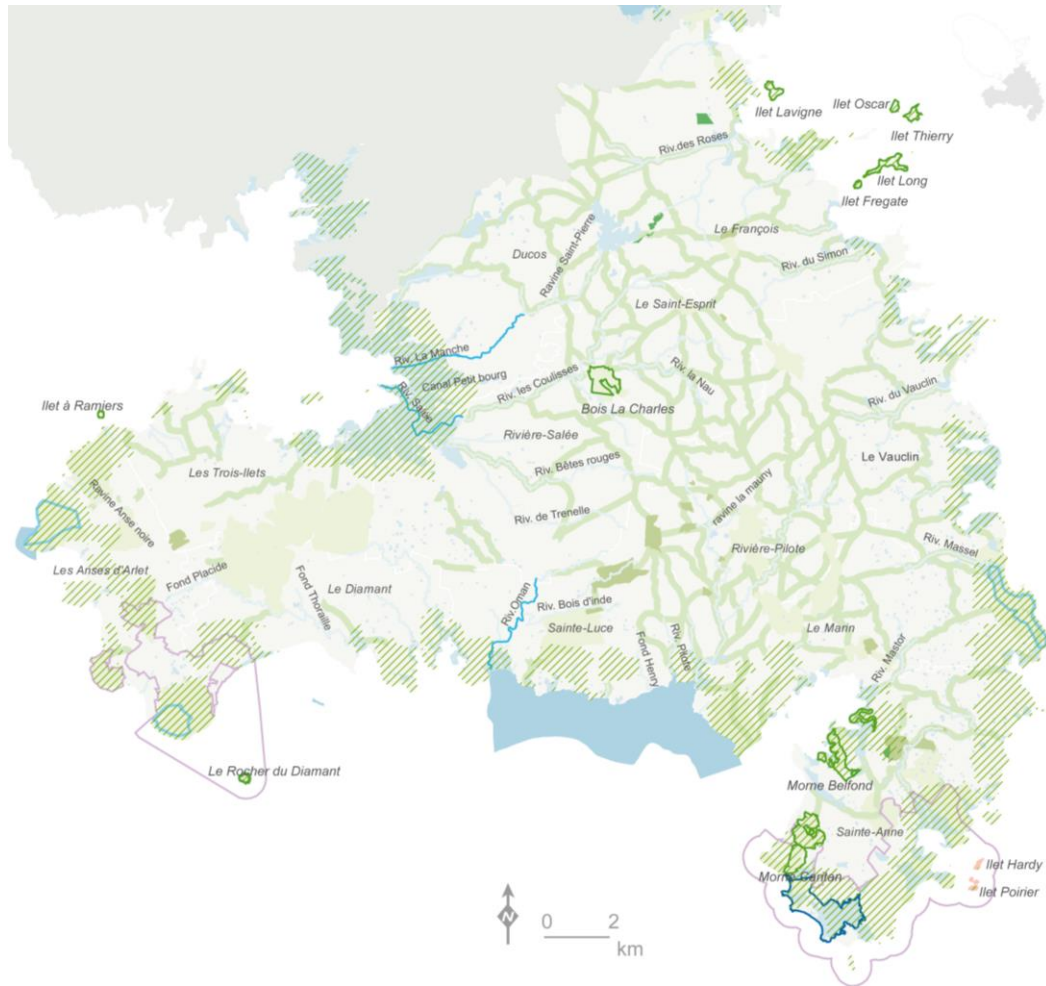 Ilet Lavigne
Ilet Oscar
Ilet Thierry
Riv.des Roses
Ilet Long
Ilet Fregate
Le François
Ducos
Ravine Saint-Pierre
Riv. du Simon
Le Saint-Esprit
Riv. La Manche
Canal Petit bourg
Riv. les Coulisses
Riv. la Nau
Riv. Salée
Riv. du Vauclin
Ilet à Ramiers
Bois La Charles
Rivière-Salée
Le Vauclin
Les Trois-Ilets
Riv. Bêtes rouges
ravine la mauny
Ravine Anse noire
Riv. de Trenelle
Rivière-Pilote
Riv. Massel
Les Anses d'Arlet
Fond Placide
Le Diamant
Fond Thoraille
Riv.Oman
Riv. Bois d'inde
Sainte-Luce
Le Marin
Fond Henry
Riv. Pilote
Riv. Mastor
Le Rocher du Diamant
Morne Belfond
Sainte-Anne
Ilet Hardy
Morne Cariton
Ilet Poirier
N
0 2
km